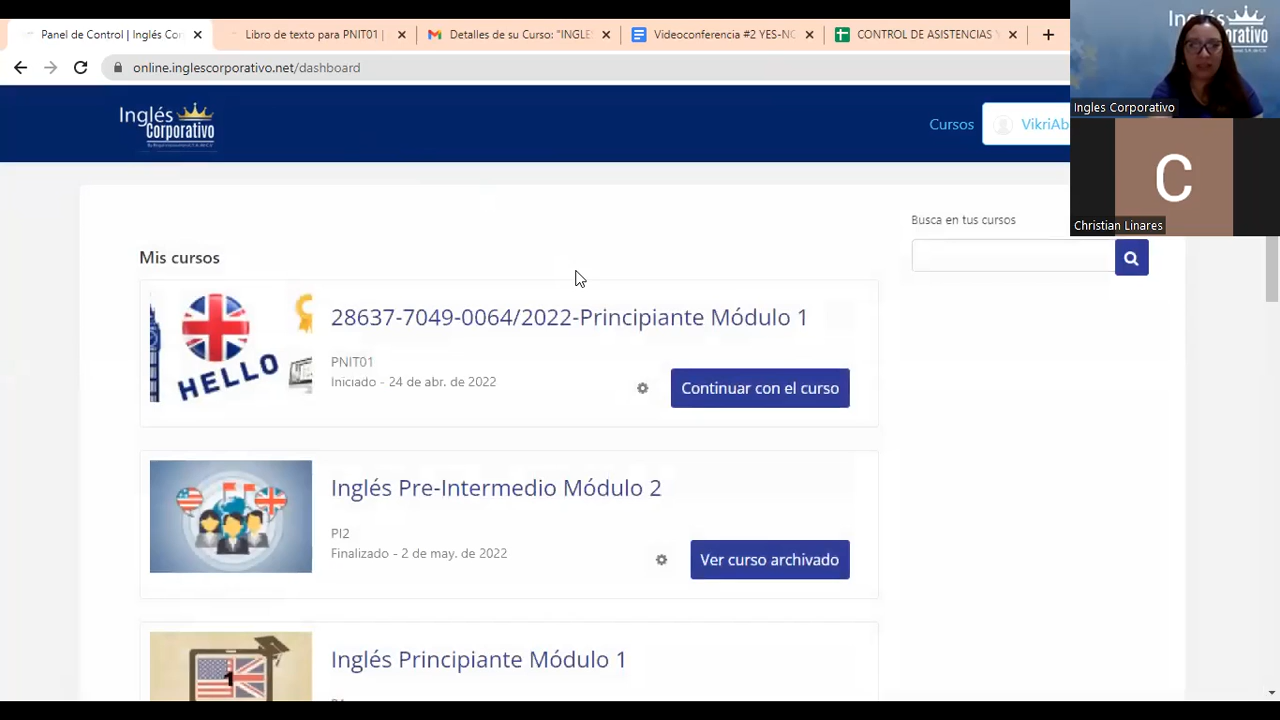 Panel de Control | Inglés Cor
Libro de texto para PNIT01 |
Detalles de su Curso: "INGLES
Videoconferencia #2 YES-NO
CONTROL DE ASISTENCIAS
online.inglescorporativo.net/dashboard
Inglés
Corporativo
Cursos
VikriAb
Inglés
Ingles Corporativo
C
Christian Linares
Busca en tus cursos
Mis cursos
HELLO
28637-7049-0064/2022-Principiante Módulo 1
PNIT01
Iniciado - 24 de abr. de 2022
Continuar con el curso
Inglés Pre-Intermedio Módulo 2
PI2
Finalizado - 2 de may. de 2022
Ver curso archivado
Inglés Principiante Módulo 1
1